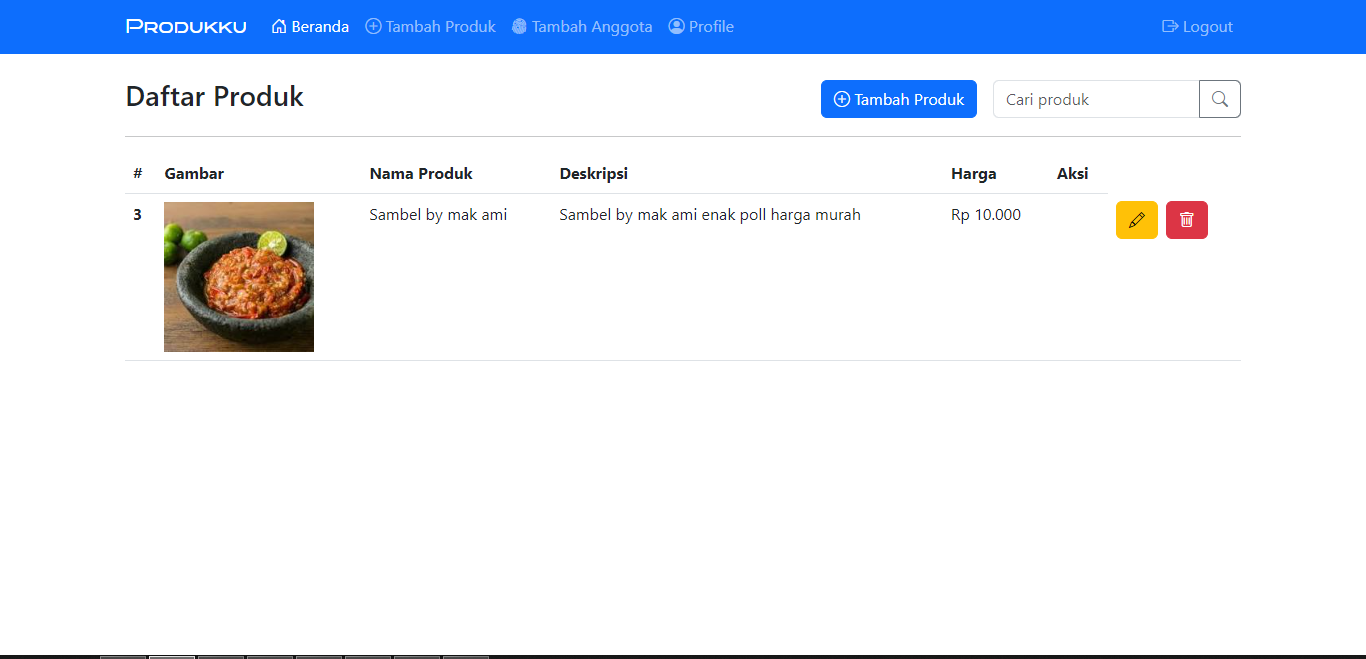 Produkku Beranda Tambah Produk Tambah Anggota Profile Logout
Daftar Produk Tambah Produk Cari produk
# Gambar Nama Produk Deskripsi Harga Aksi
3 Sambel by mak ami Sambel by mak ami enak poll harga murah Rp 10.000